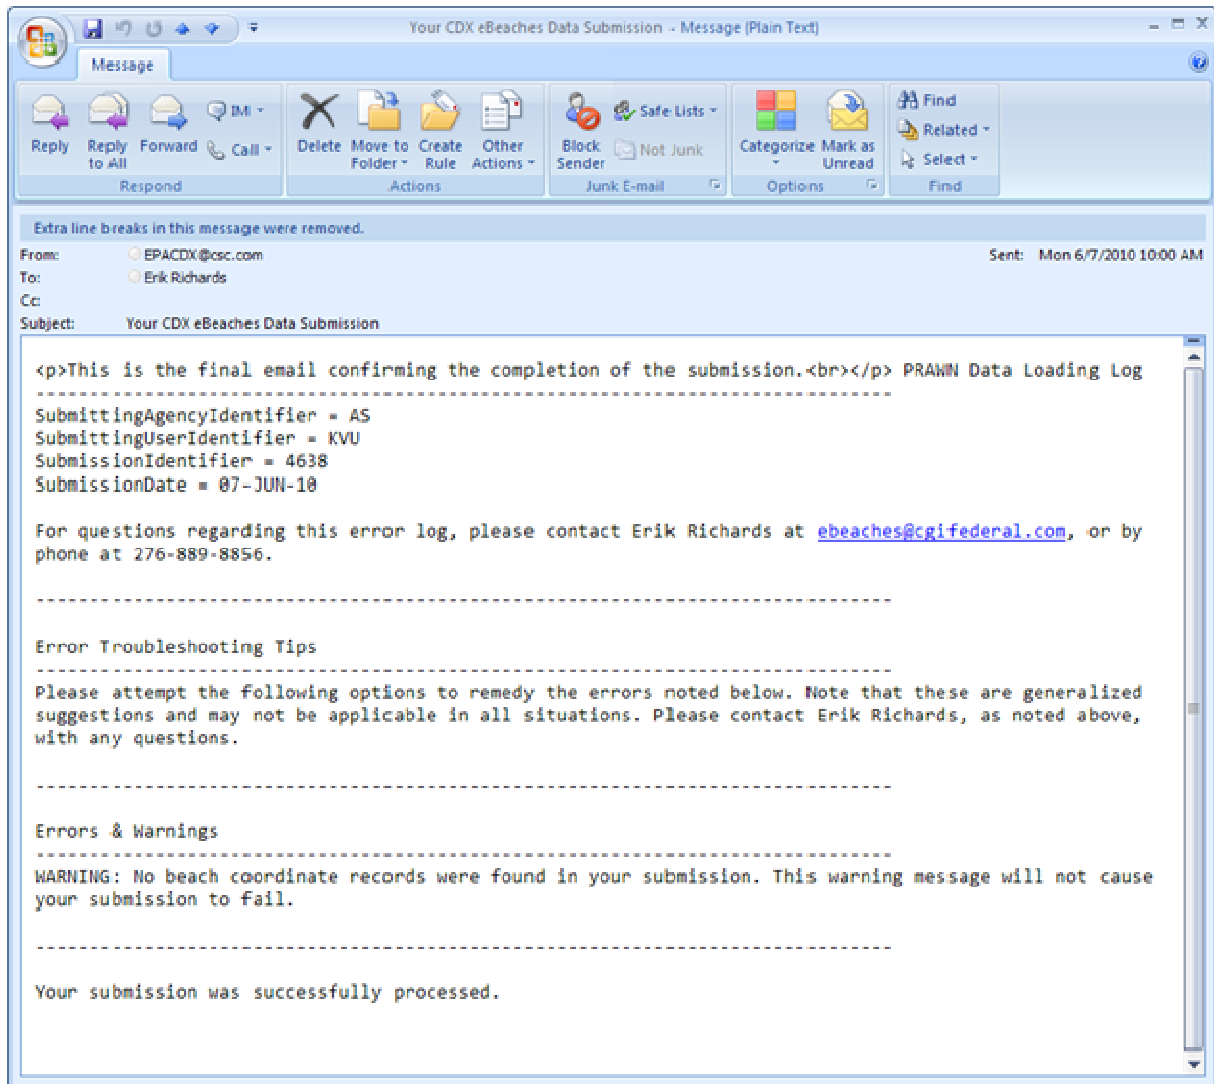 Your CDX eBeaches Data Submission - Message (Plain Text)
Message
Reply
Reply to All
Forward
IM
Call
Respond
Delete
Move to Folder
Create Rule
Other Actions
Actions
Block Sender
Safe Lists
Not Junk
Junk E-mail
Categorize
Mark as Unread
Options
Find
Related
Select
Find
Extra line breaks in this message were removed.
From: EPACDX@csc.com
Sent: Mon 6/7/2010 10:00 AM
To: Erik Richards
Cc:
Subject: Your CDX eBeaches Data Submission
<p>This is the final email confirming the completion of the submission.<br></p> PRAWN Data Loading Log
--------------------------------------------------------------------------------
SubmittingAgencyIdentifier = AS
SubmittingUserIdentifier = KVU
SubmissionIdentifier = 4638
SubmissionDate = 07-JUN-10
For questions regarding this error log, please contact Erik Richards at ebeaches@cgifederal.com, or by
phone at 276-889-8856.
--------------------------------------------------------------------------------
Error Troubleshooting Tips
--------------------------------------------------------------------------------
Please attempt the following options to remedy the errors noted below. Note that these are generalized
suggestions and may not be applicable in all situations. Please contact Erik Richards, as noted above,
with any questions.
--------------------------------------------------------------------------------
Errors & Warnings
--------------------------------------------------------------------------------
WARNING: No beach coordinate records were found in your submission. This warning message will not cause
your submission to fail.
--------------------------------------------------------------------------------
Your submission was successfully processed.